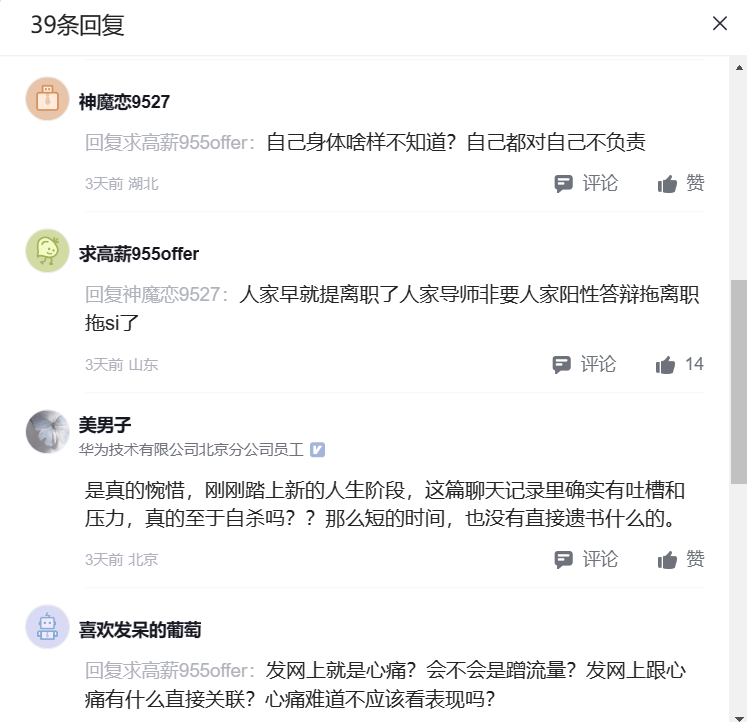 39条回复
神魔恋9527
回复求高薪955offer：自己身体啥样不知道？自己都对自己不负责
3天前 湖北 评论 赞
求高薪955offer
回复神魔恋9527：人家早就提离职了人家导师非要人家阳性答辩拖离职
拖si了
3天前 山东 评论 14
美男子
华为技术有限公司北京分公司员工
是真的惋惜，刚刚踏上新的人生阶段，这篇聊天记录里确实有吐槽和
压力，真的至于自杀吗？？那么短的时间，也没有直接遗书什么的。
3天前 北京 评论 赞
喜欢发呆的葡萄
回复求高薪955offer：发网上就是心痛？会不会是蹭流量？发网上跟心
痛有什么直接关联？心痛难道不应该看表现吗？